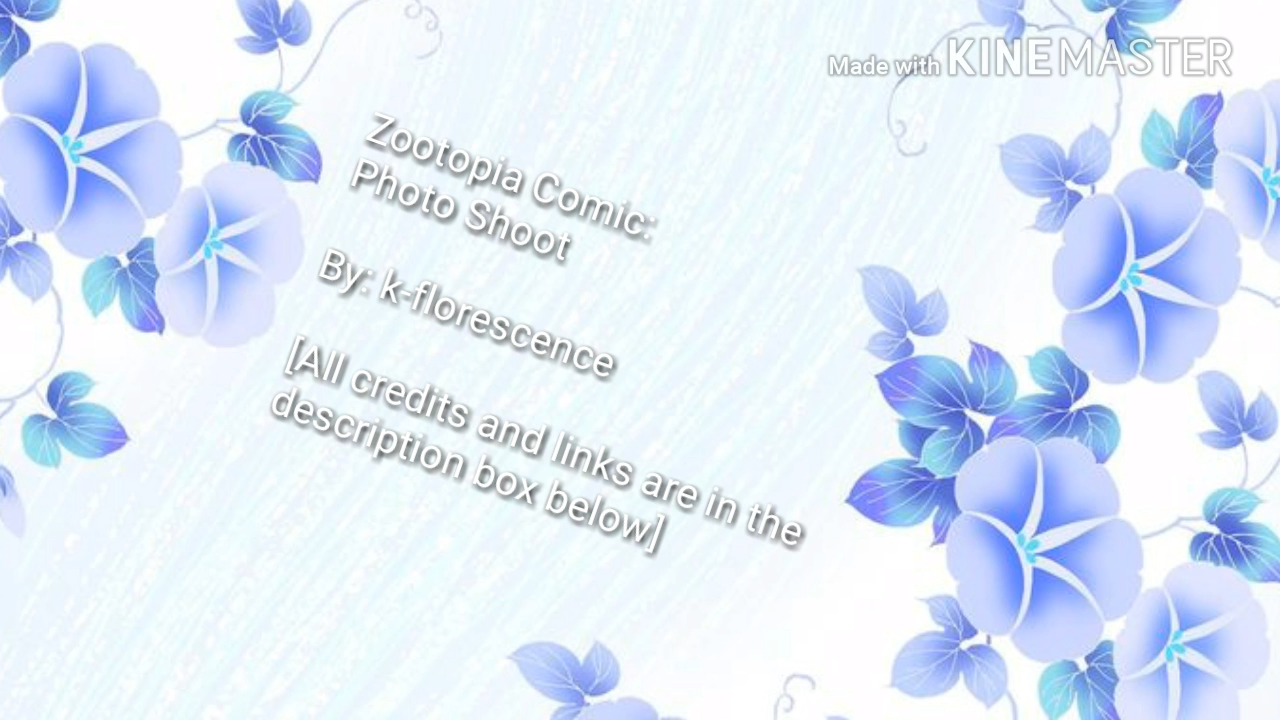 Made with KINEMASTER
Zootopia Comic:
Photo Shoot
By: k-florescence
[All credits and links are in the
description box below]